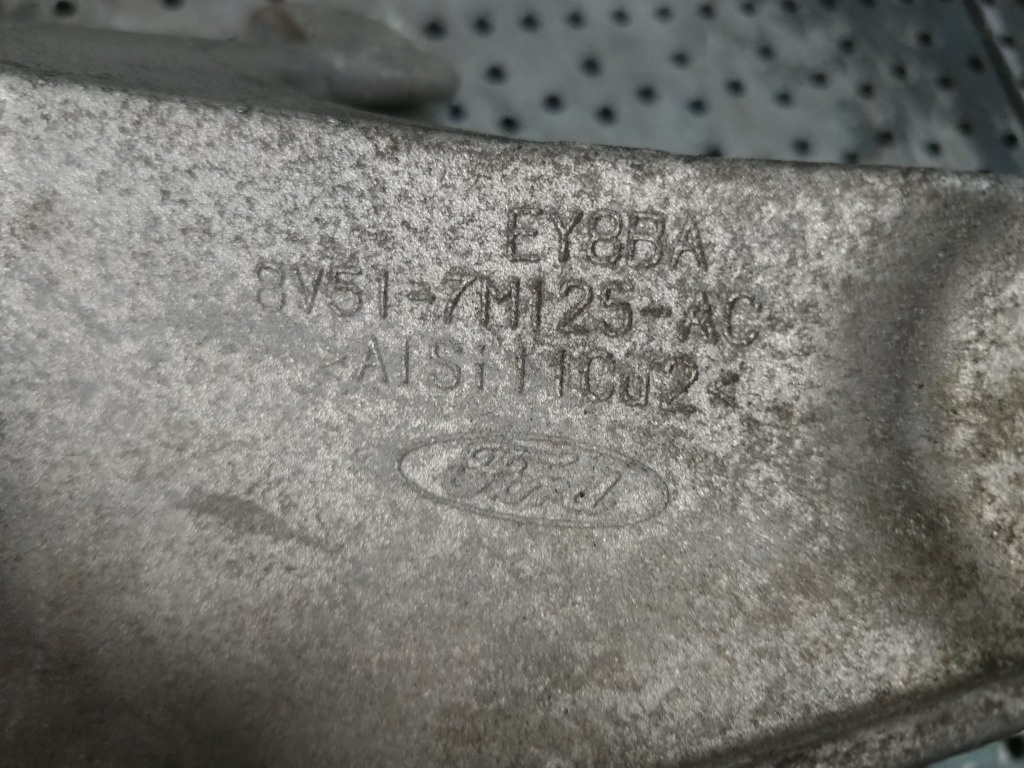 EY8BA
8V51-7M125-AC
>AlSi11Cu2<
Ford